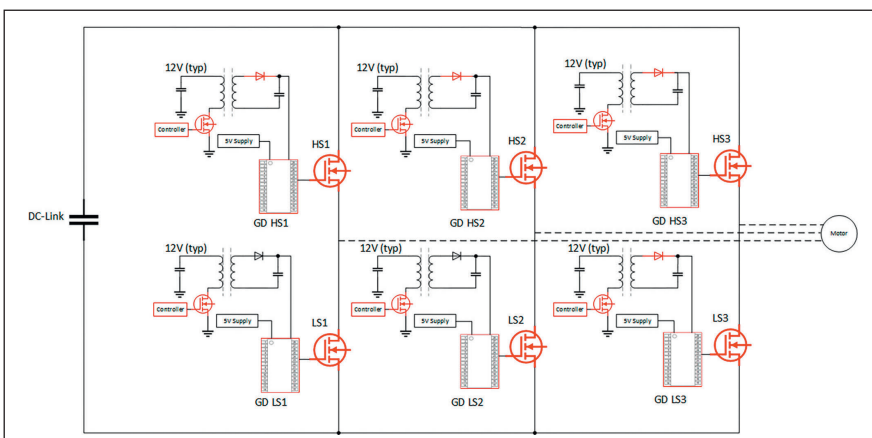 12V (typ)
Controller
5V Supply
HS1
GD HS1
12V (typ)
Controller
5V Supply
HS2
GD HS2
12V (typ)
Controller
5V Supply
HS3
GD HS3
DC-Link
Motor
12V (typ)
Controller
5V Supply
LS1
GD LS1
12V (typ)
Controller
5V Supply
LS2
GD LS2
12V (typ)
Controller
5V Supply
LS3
GD LS3